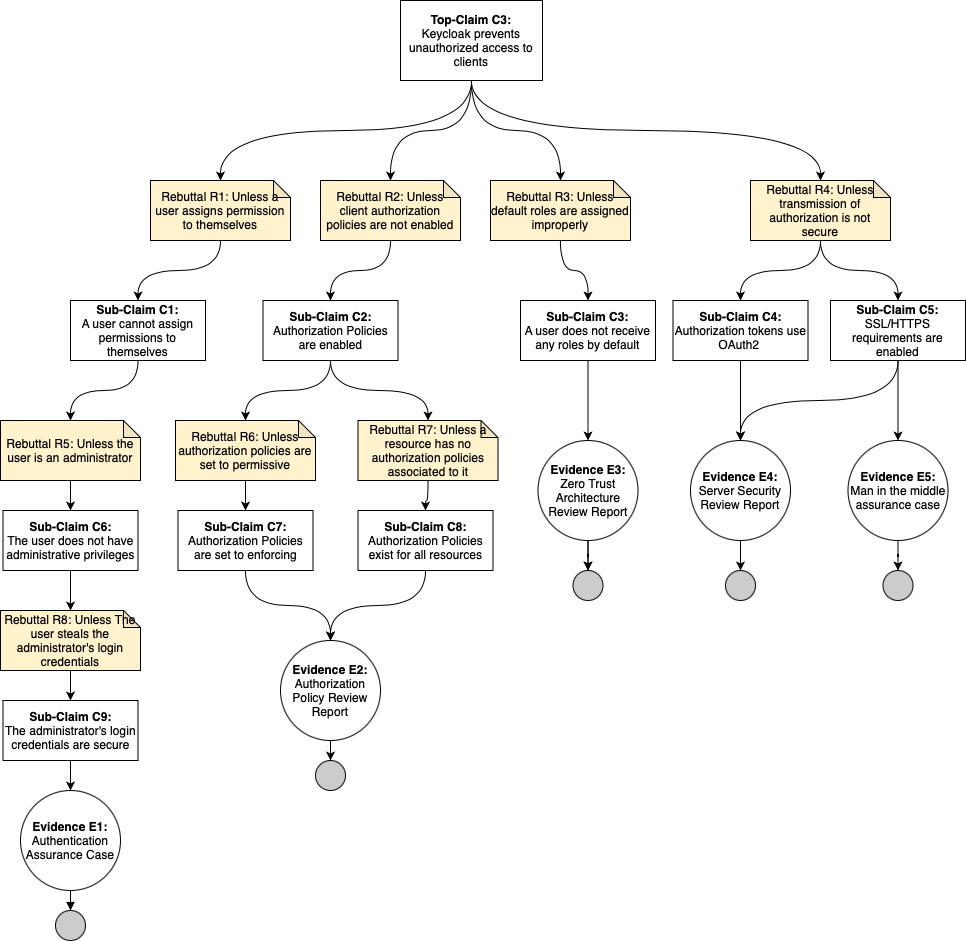 Top-Claim C3:
Keycloak prevents
unauthorized access to
clients
Rebuttal R1: Unless a
user assigns permission
to themselves
Rebuttal R2: Unless
client authorization
policies are not enabled
Rebuttal R3: Unless
default roles are assigned
improperly
Rebuttal R4: Unless
transmission of
authorization is not
secure
Sub-Claim C1:
A user cannot assign
permissions to
themselves
Sub-Claim C2:
Authorization Policies
are enabled
Sub-Claim C3:
A user does not receive
any roles by default
Sub-Claim C4:
Authorization tokens use
OAuth2
Sub-Claim C5:
SSL/HTTPS
requirements are
enabled
Rebuttal R5: Unless the
user is an administrator
Rebuttal R6: Unless
authorization policies are
set to permissive
Rebuttal R7: Unless a
resource has no
authorization policies
associated to it
Evidence E3:
Zero Trust
Architecture
Review Report
Evidence E4:
Server Security
Review Report
Evidence E5:
Man in the middle
assurance case
Sub-Claim C6:
The user does not have
administrative privileges
Sub-Claim C7:
Authorization Policies
are set to enforcing
Sub-Claim C8:
Authorization Policies
exist for all resources
Rebuttal R8: Unless The
user steals the
administrator's login
credentials
Evidence E2:
Authorization
Policy Review
Report
Sub-Claim C9:
The administrator's login
credentials are secure
Evidence E1:
Authentication
Assurance Case